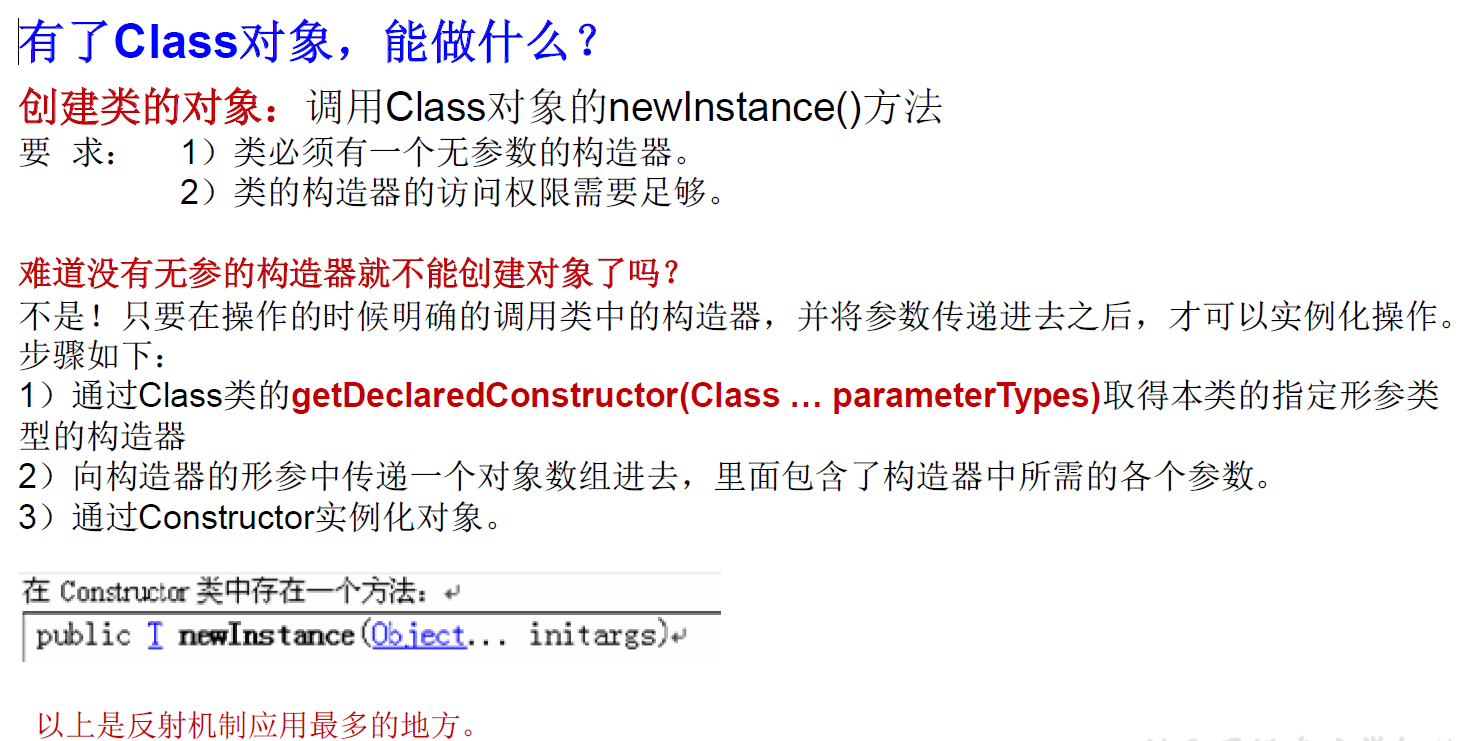 有了Class对象，能做什么？
创建类的对象：调用Class对象的newInstance()方法
要 求： 1）类必须有一个无参数的构造器。
2）类的构造器的访问权限需要足够。
难道没有无参的构造器就不能创建对象了吗？
不是！只要在操作的时候明确的调用类中的构造器，并将参数传递进去之后，才可以实例化操作。
步骤如下：
1）通过Class类的getDeclaredConstructor(Class … parameterTypes)取得本类的指定形参类
型的构造器
2）向构造器的形参中传递一个对象数组进去，里面包含了构造器中所需的各个参数。
3）通过Constructor实例化对象。
在 Constructor 类中存在一个方法：↵
public T newInstance(Object... initargs)↵
以上是反射机制应用最多的地方。